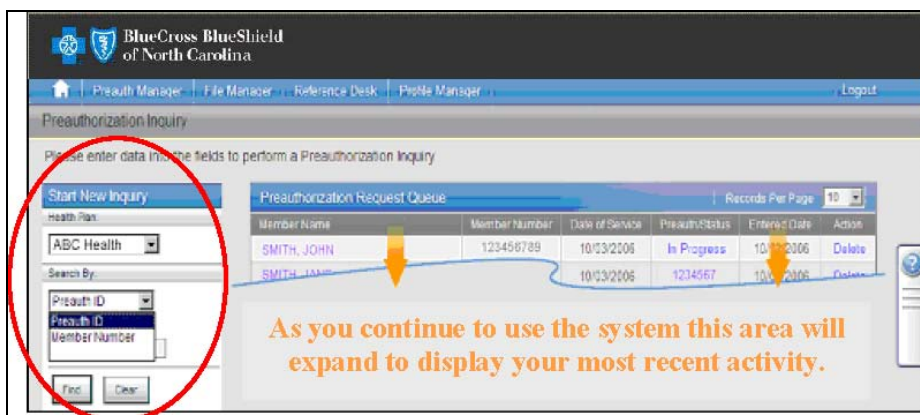 BlueCross BlueShield
of North Carolina
Preauth Manager File Manager Reference Desk Profile Manager Logout
Preauthorization Inquiry
Please enter data into the fields to perform a Preauthorization Inquiry
Start New Inquiry
Health Plan:
ABC Health
Search By:
Preauth ID
Preauth ID
Member Number
Find Clear
Preauthorization Request Queue Records Per Page 10
Member Name Member Number Date of Service Preauth/Status Entered Date Action
SMITH, JOHN 123456789 10/03/2006 In Progress Delete
SMITH, JANE 10/03/2006 1234567 Delete
As you continue to use the system this area will
expand to display your most recent activity.
?